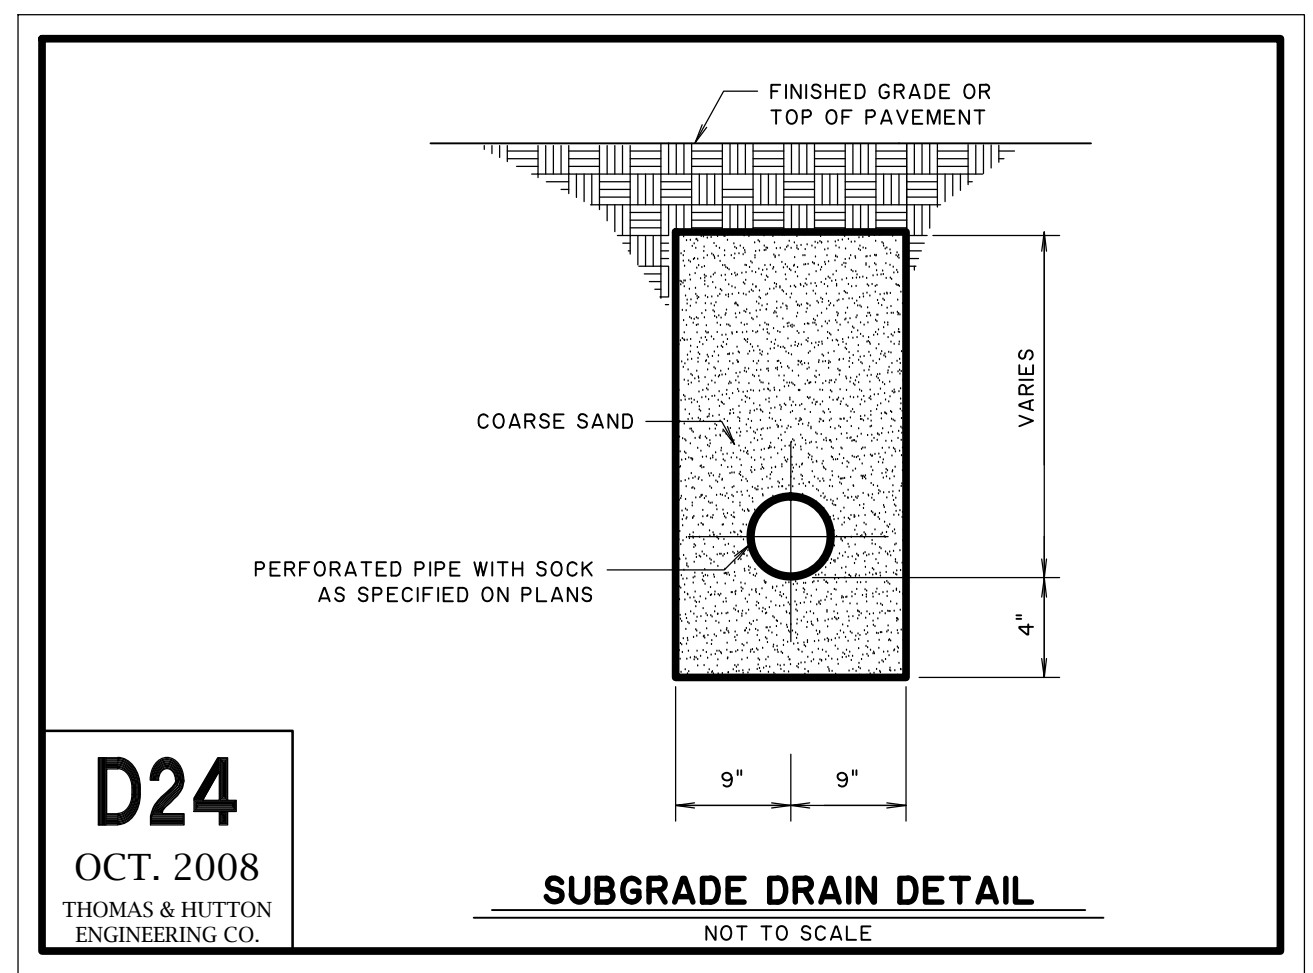 FINISHED GRADE OR
TOP OF PAVEMENT
VARIES
COARSE SAND
PERFORATED PIPE WITH SOCK
AS SPECIFIED ON PLANS
4"
9" 9"
D24
OCT. 2008
THOMAS & HUTTON
ENGINEERING CO.
SUBGRADE DRAIN DETAIL
NOT TO SCALE